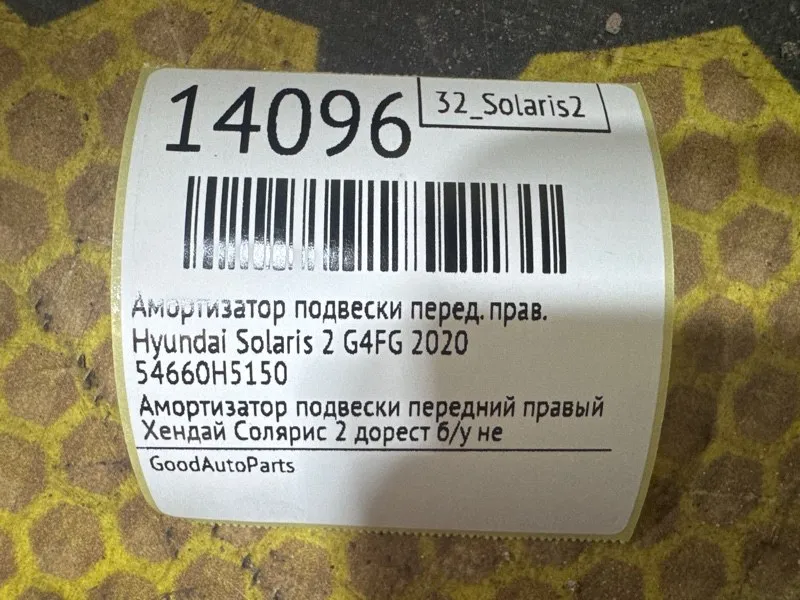 14096
32_Solaris2
Амортизатор подвески перед. прав.
Hyundai Solaris 2 G4FG 2020
54660H5150
Амортизатор подвески передний правый
Хендай Солярис 2 дорест б/у не
GoodAutoParts